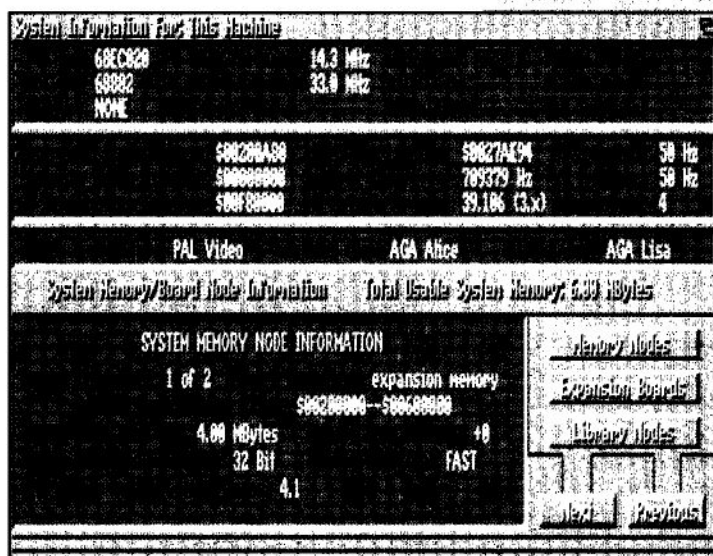 System Information For: This Machine
68EC020 14.3 MHz
68882 33.0 MHz
NONE
$00200A80 $0027AE94 50 Hz
$00000000 709379 Hz 50 Hz
$00F80000 39.106 (3.x) 4
PAL Video AGA Alice AGA Lisa
System Memory/Board Node Information Total Usable System Memory: MBytes
SYSTEM MEMORY NODE INFORMATION
1 of 2 expansion memory
$00200000--$00600000
4.00 MBytes +0
32 Bit FAST
4.1
Memory Nodes
Expansion Boards
Library Nodes
Next Previous